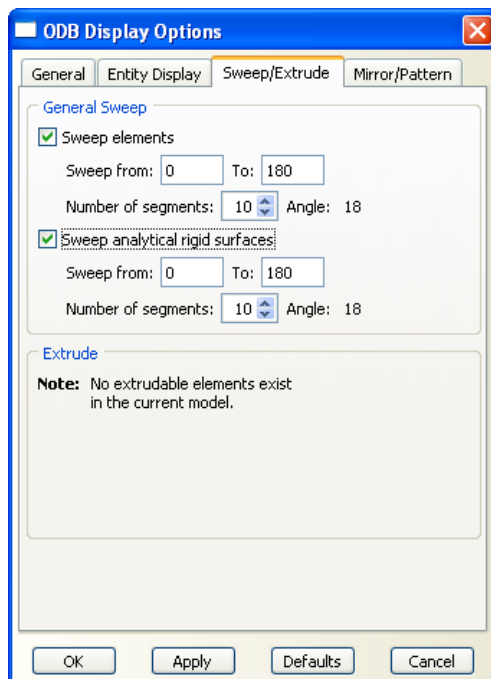 ODB Display Options
General Entity Display Sweep/Extrude Mirror/Pattern
General Sweep
Sweep elements
Sweep from: 0 To: 180
Number of segments: 10 Angle: 18
Sweep analytical rigid surfaces
Sweep from: 0 To: 180
Number of segments: 10 Angle: 18
Extrude
Note: No extrudable elements exist
in the current model.
OK Apply Defaults Cancel